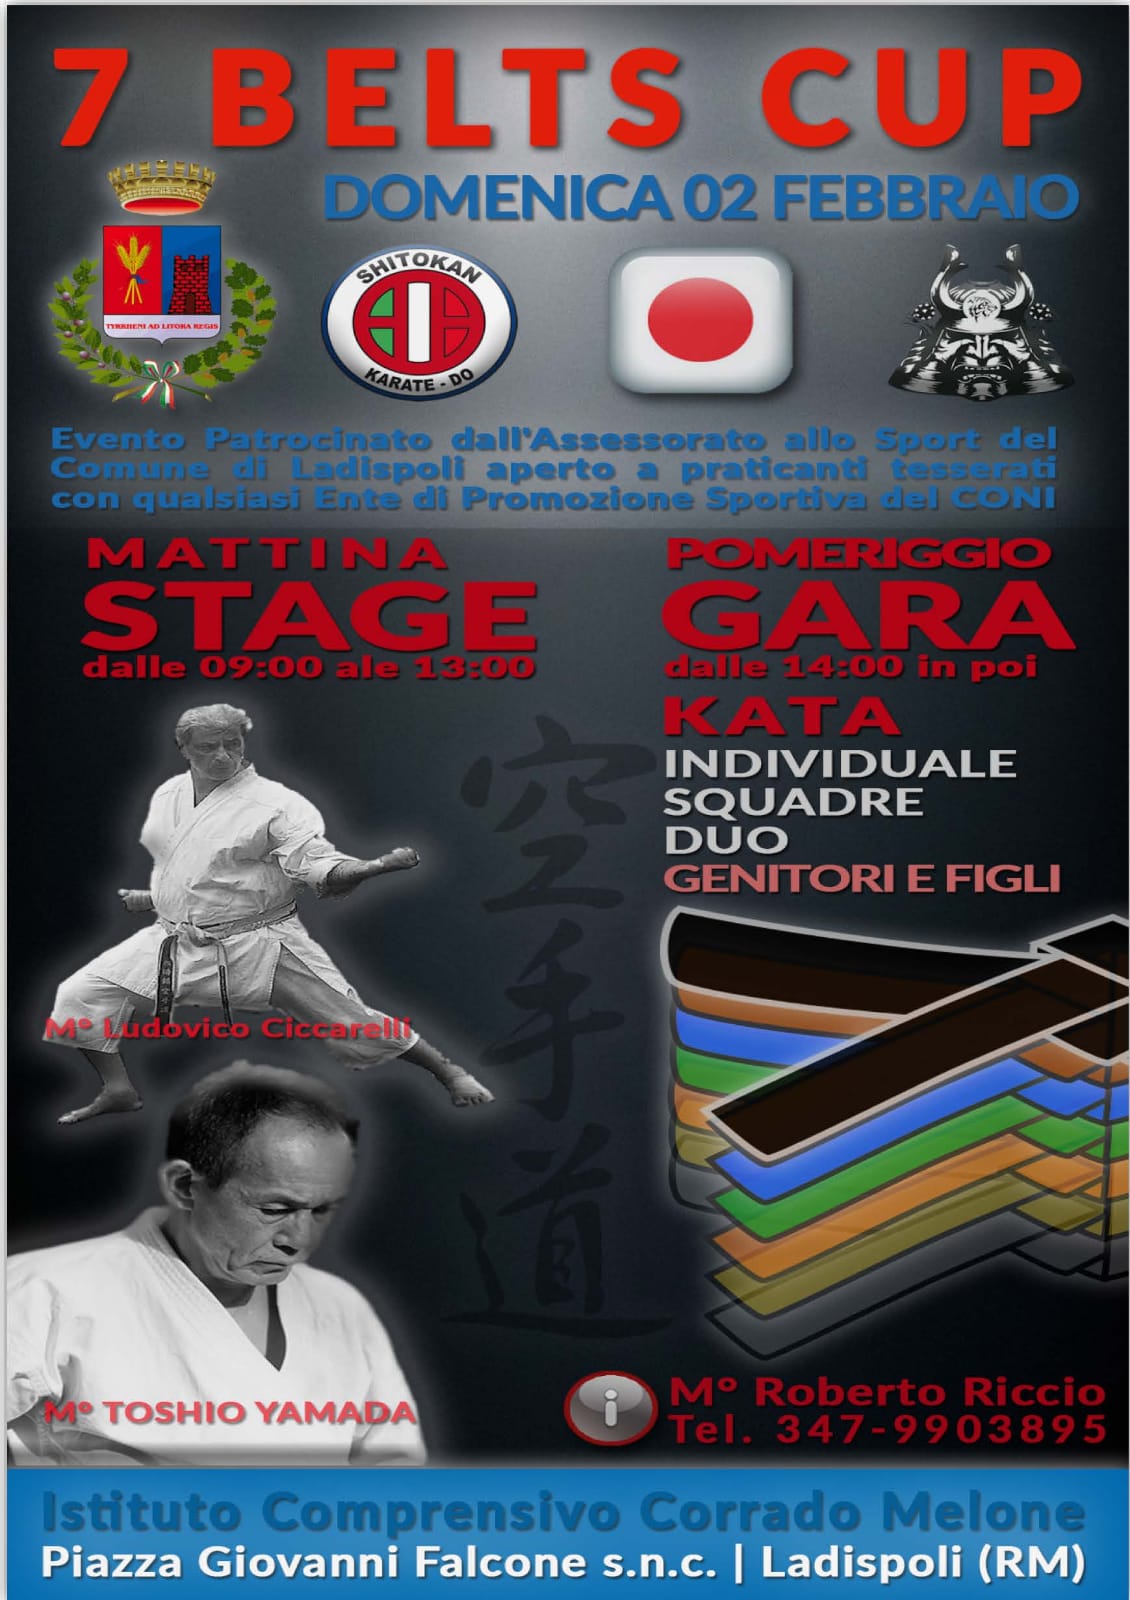 7 BELTS CUP
DOMENICA 02 FEBBRAIO
TYRRHENI AD LITORA REGIS
SHITOKAN
KARATE - DO
Evento Patrocinato dall'Assessorato allo Sport del
Comune di Ladispoli aperto a praticanti tesserati
con qualsiasi Ente di Promozione Sportiva del CONI
MATTINA
STAGE
dalle 09:00 ale 13:00
POMERIGGIO
GARA
dalle 14:00 in poi
KATA
INDIVIDUALE
SQUADRE
DUO
GENITORI E FIGLI
空手道
M° Ludovico Ciccarelli
M° TOSHIO YAMADA
i
M° Roberto Riccio
Tel. 347-9903895
Istituto Comprensivo Corrado Melone
Piazza Giovanni Falcone s.n.c. | Ladispoli (RM)